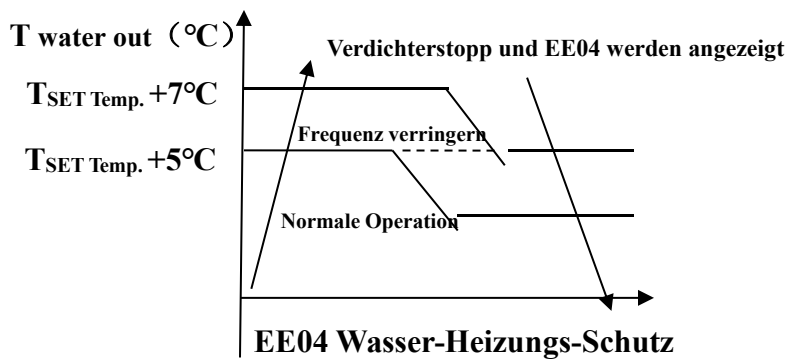 T water out（℃）
Verdichterstopp und EE04 werden angezeigt
TSET Temp. +7℃
Frequenz verringern
TSET Temp. +5℃
Normale Operation
EE04 Wasser-Heizungs-Schutz